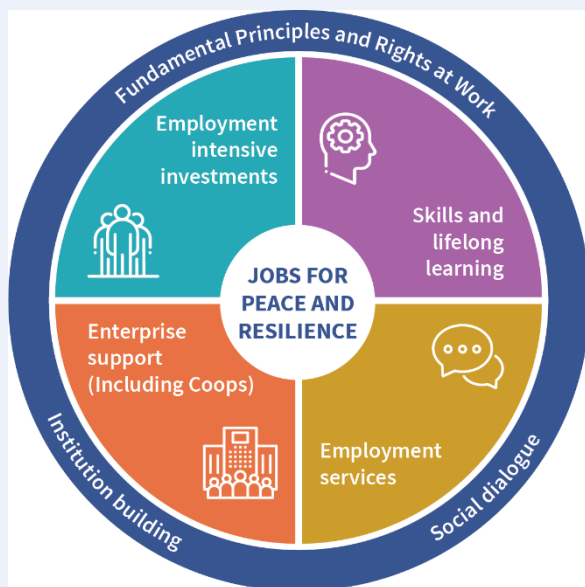 Fundamental Principles and Rights at Work
Employment
intensive
investments
Skills and
lifelong
learning
JOBS FOR
PEACE AND
RESILIENCE
Enterprise
support
(Including Coops)
Employment
services
Institution building
Social dialogue